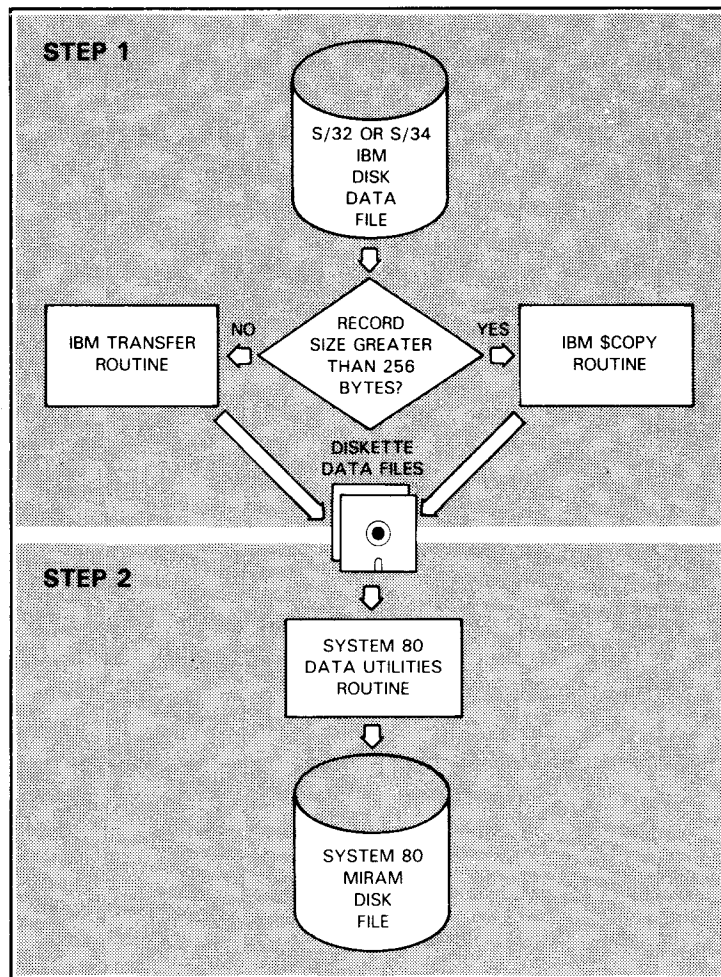 STEP 1
S/32 OR S/34
IBM
DISK
DATA
FILE
NO
YES
IBM TRANSFER
ROUTINE
RECORD
SIZE GREATER
THAN 256
BYTES?
IBM $COPY
ROUTINE
DISKETTE
DATA FILES
STEP 2
SYSTEM 80
DATA UTILITIES
ROUTINE
SYSTEM 80
MIRAM
DISK
FILE